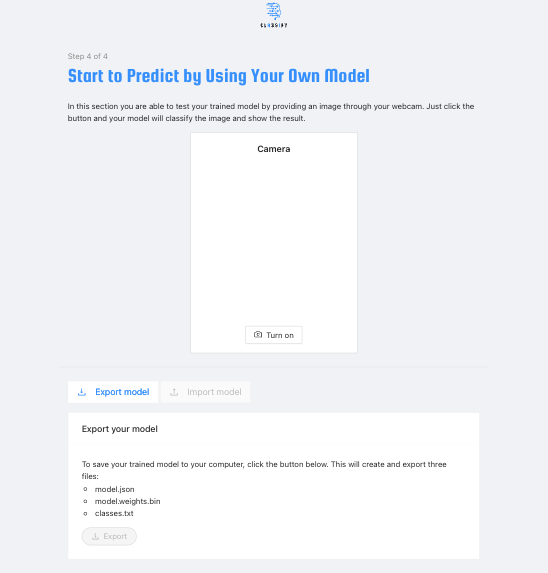 CLASSIFY
Step 4 of 4
Start to Predict by Using Your Own Model
In this section you are able to test your trained model by providing an image through your webcam. Just click the
button and your model will classify the image and show the result.
Camera
Turn on
Export model
Import model
Export your model
To save your trained model to your computer, click the button below. This will create and export three
files:
model.json
model.weights.bin
classes.txt
Export